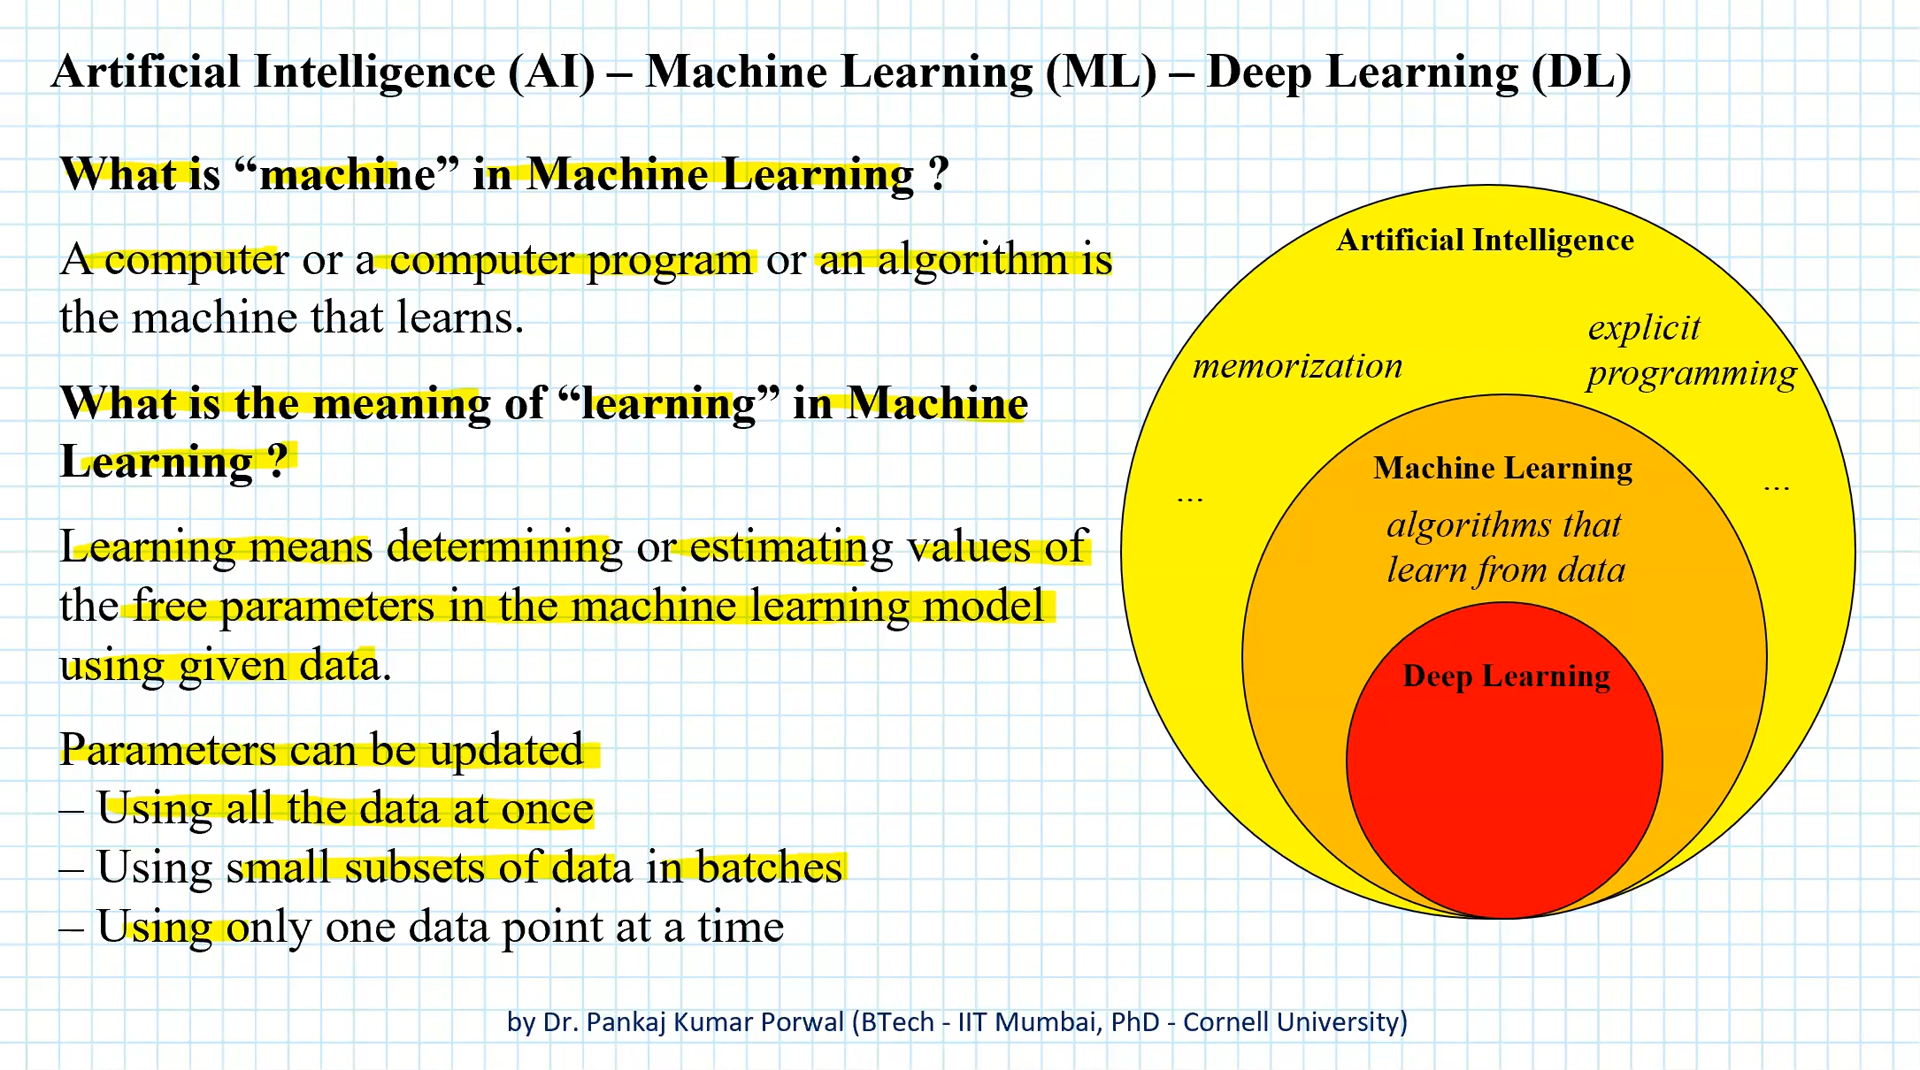 Artificial Intelligence (AI) – Machine Learning (ML) – Deep Learning (DL)
What is “machine” in Machine Learning ?
A computer or a computer program or an algorithm is
the machine that learns.
What is the meaning of “learning” in Machine
Learning ?
Learning means determining or estimating values of
the free parameters in the machine learning model
using given data.
Parameters can be updated
– Using all the data at once
– Using small subsets of data in batches
– Using only one data point at a time
Artificial Intelligence
explicit
programming
memorization
...
...
Machine Learning
algorithms that
learn from data
Deep Learning
by Dr. Pankaj Kumar Porwal (BTech - IIT Mumbai, PhD - Cornell University)